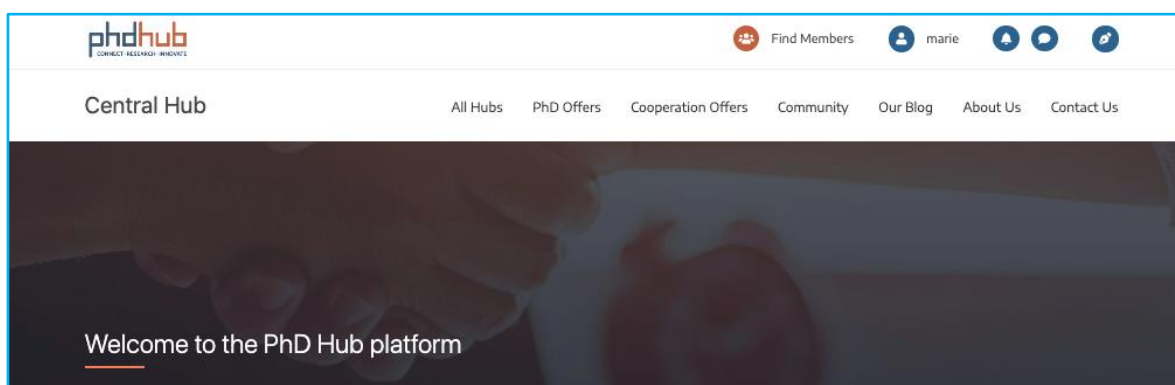 phdhub
CONNECT·RESEARCH·INNOVATE
Find Members
marie
Central Hub
All Hubs
PhD Offers
Cooperation Offers
Community
Our Blog
About Us
Contact Us
Welcome to the PhD Hub platform